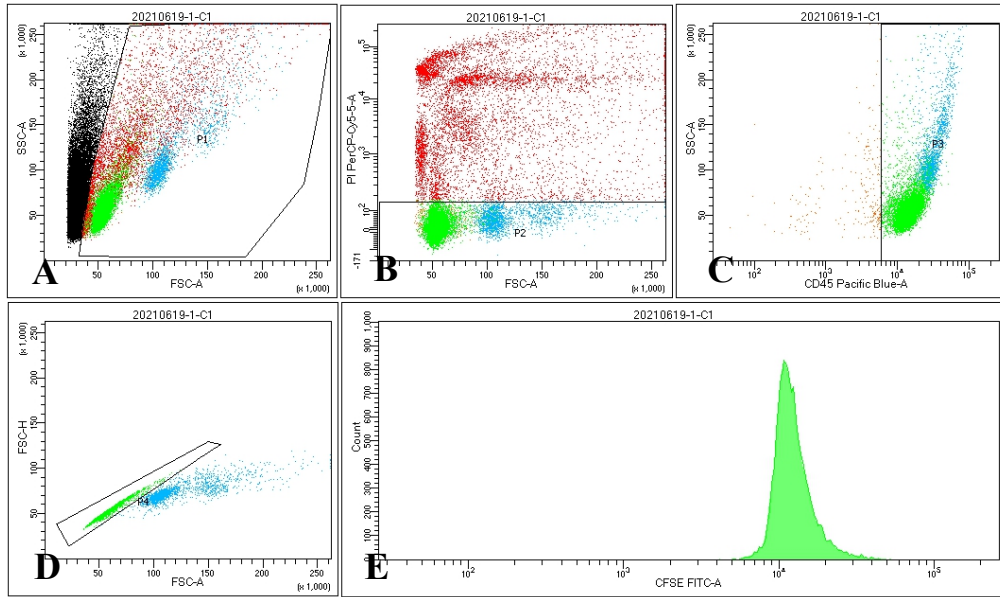 20210619-1-C1
SSC-A
(x 1,000)
250
200
150
100
50
P1
50 100 150 200 250
FSC-A
(x 1,000)
A
20210619-1-C1
PI PerCP-Cy5-5-A
10^5
10^4
10^3
10^2
-171
P2
50 100 150 200 250
FSC-A
(x 1,000)
B
20210619-1-C1
SSC-A
(x 1,000)
250
200
150
100
50
P3
10^2 10^3 10^4 10^5
CD45 Pacific Blue-A
C
20210619-1-C1
FSC-H
(x 1,000)
250
200
150
100
50
P4
50 100 150 200 250
FSC-A
(x 1,000)
D
20210619-1-C1
Count
1,000
900
800
700
600
500
400
300
200
100
0
10^2 10^3 10^4 10^5
CFSE FITC-A
E